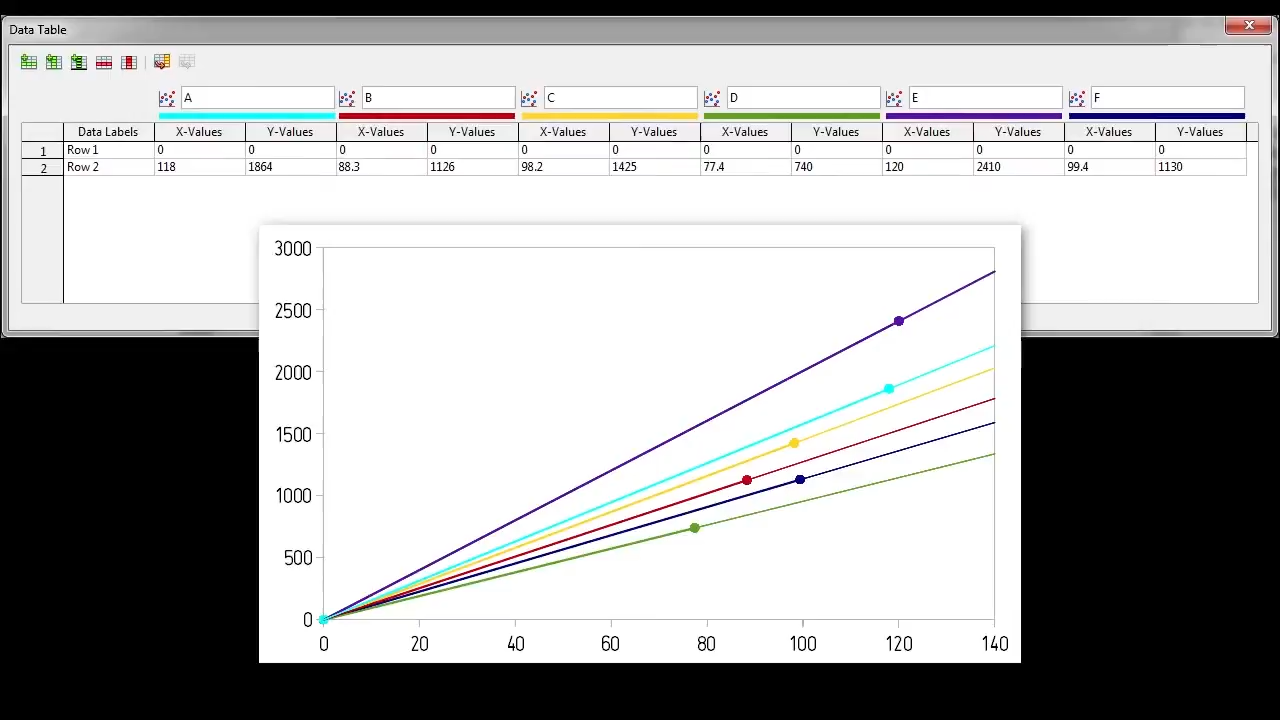 Data Table
A B C D E F
Data Labels X-Values Y-Values X-Values Y-Values X-Values Y-Values X-Values Y-Values X-Values Y-Values X-Values Y-Values
1 Row 1 0 0 0 0 0 0 0 0 0 0 0 0
2 Row 2 118 1864 88.3 1126 98.2 1425 77.4 740 120 2410 99.4 1130
3000
2500
2000
1500
1000
500
0
0 20 40 60 80 100 120 140